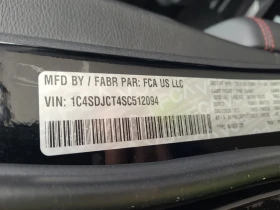 MFD BY / FABR PAR: FCA US LLC
VIN: 1C4SDJCT4SC512094